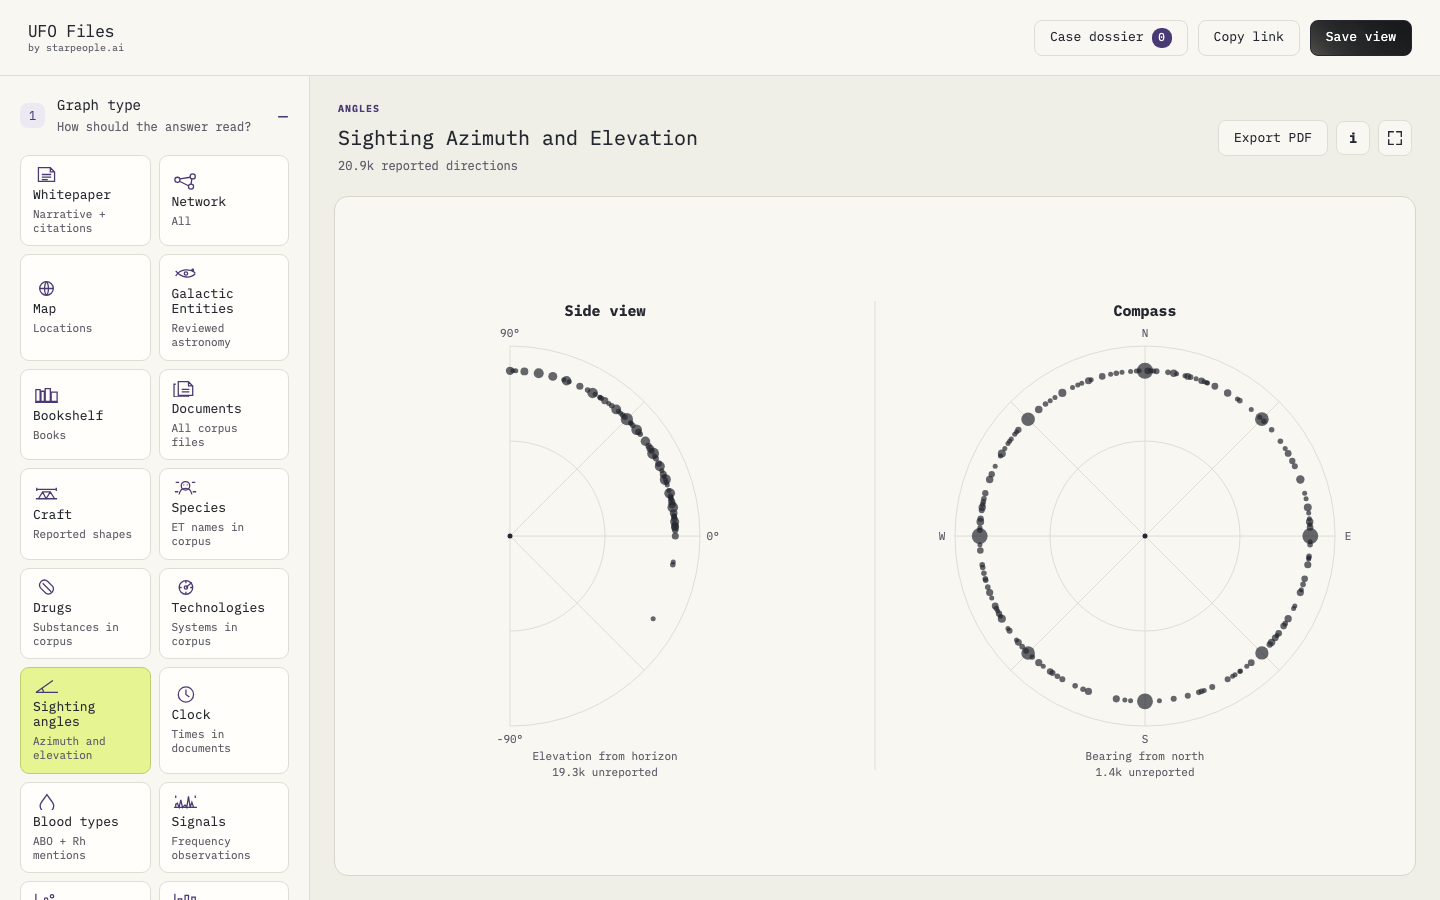 UFO Files
by starpeople.ai
Case dossier 0
Copy link
Save view
1
Graph type
How should the answer read?
Whitepaper
Narrative +
citations
Network
All
Map
Locations
Galactic
Entities
Reviewed
astronomy
Bookshelf
Books
Documents
All corpus
files
Craft
Reported shapes
Species
ET names in
corpus
Drugs
Substances in
corpus
Technologies
Systems in
corpus
Sighting
angles
Azimuth and
elevation
Clock
Times in
documents
Blood types
ABO + Rh
mentions
Signals
Frequency
observations
ANGLES
Sighting Azimuth and Elevation
20.9k reported directions
Export PDF
i
Side view
90°
0°
-90°
Elevation from horizon
19.3k unreported
Compass
N
W
E
S
Bearing from north
1.4k unreported